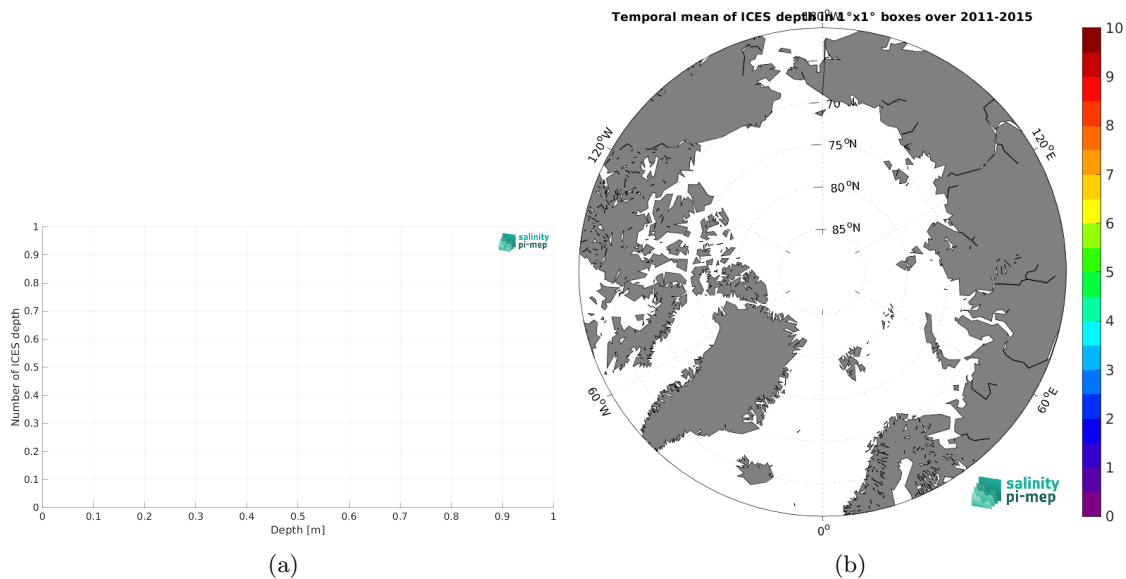 Number of ICES depth
1
0.9
0.8
0.7
0.6
0.5
0.4
0.3
0.2
0.1
0
0 0.1 0.2 0.3 0.4 0.5 0.6 0.7 0.8 0.9 1
Depth [m]
salinity
pi-mep
(a)
Temporal mean of ICES depth in 1°x1° boxes over 2011-2015
180°W
120°W
120°E
70°N
75°N
80°N
85°N
60°W
60°E
0°
salinity
pi-mep
10
9
8
7
6
5
4
3
2
1
0
(b)